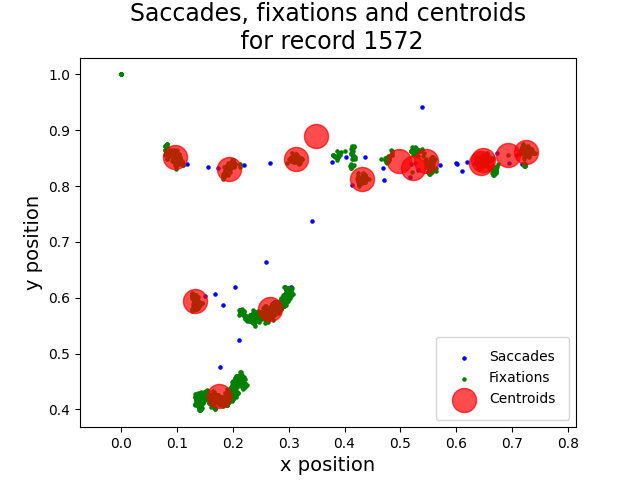 Saccades, fixations and centroids
for record 1572
1.0
0.9
0.8
0.7
0.6
0.5
0.4
y position
0.0 0.1 0.2 0.3 0.4 0.5 0.6 0.7 0.8
x position
Saccades
Fixations
Centroids